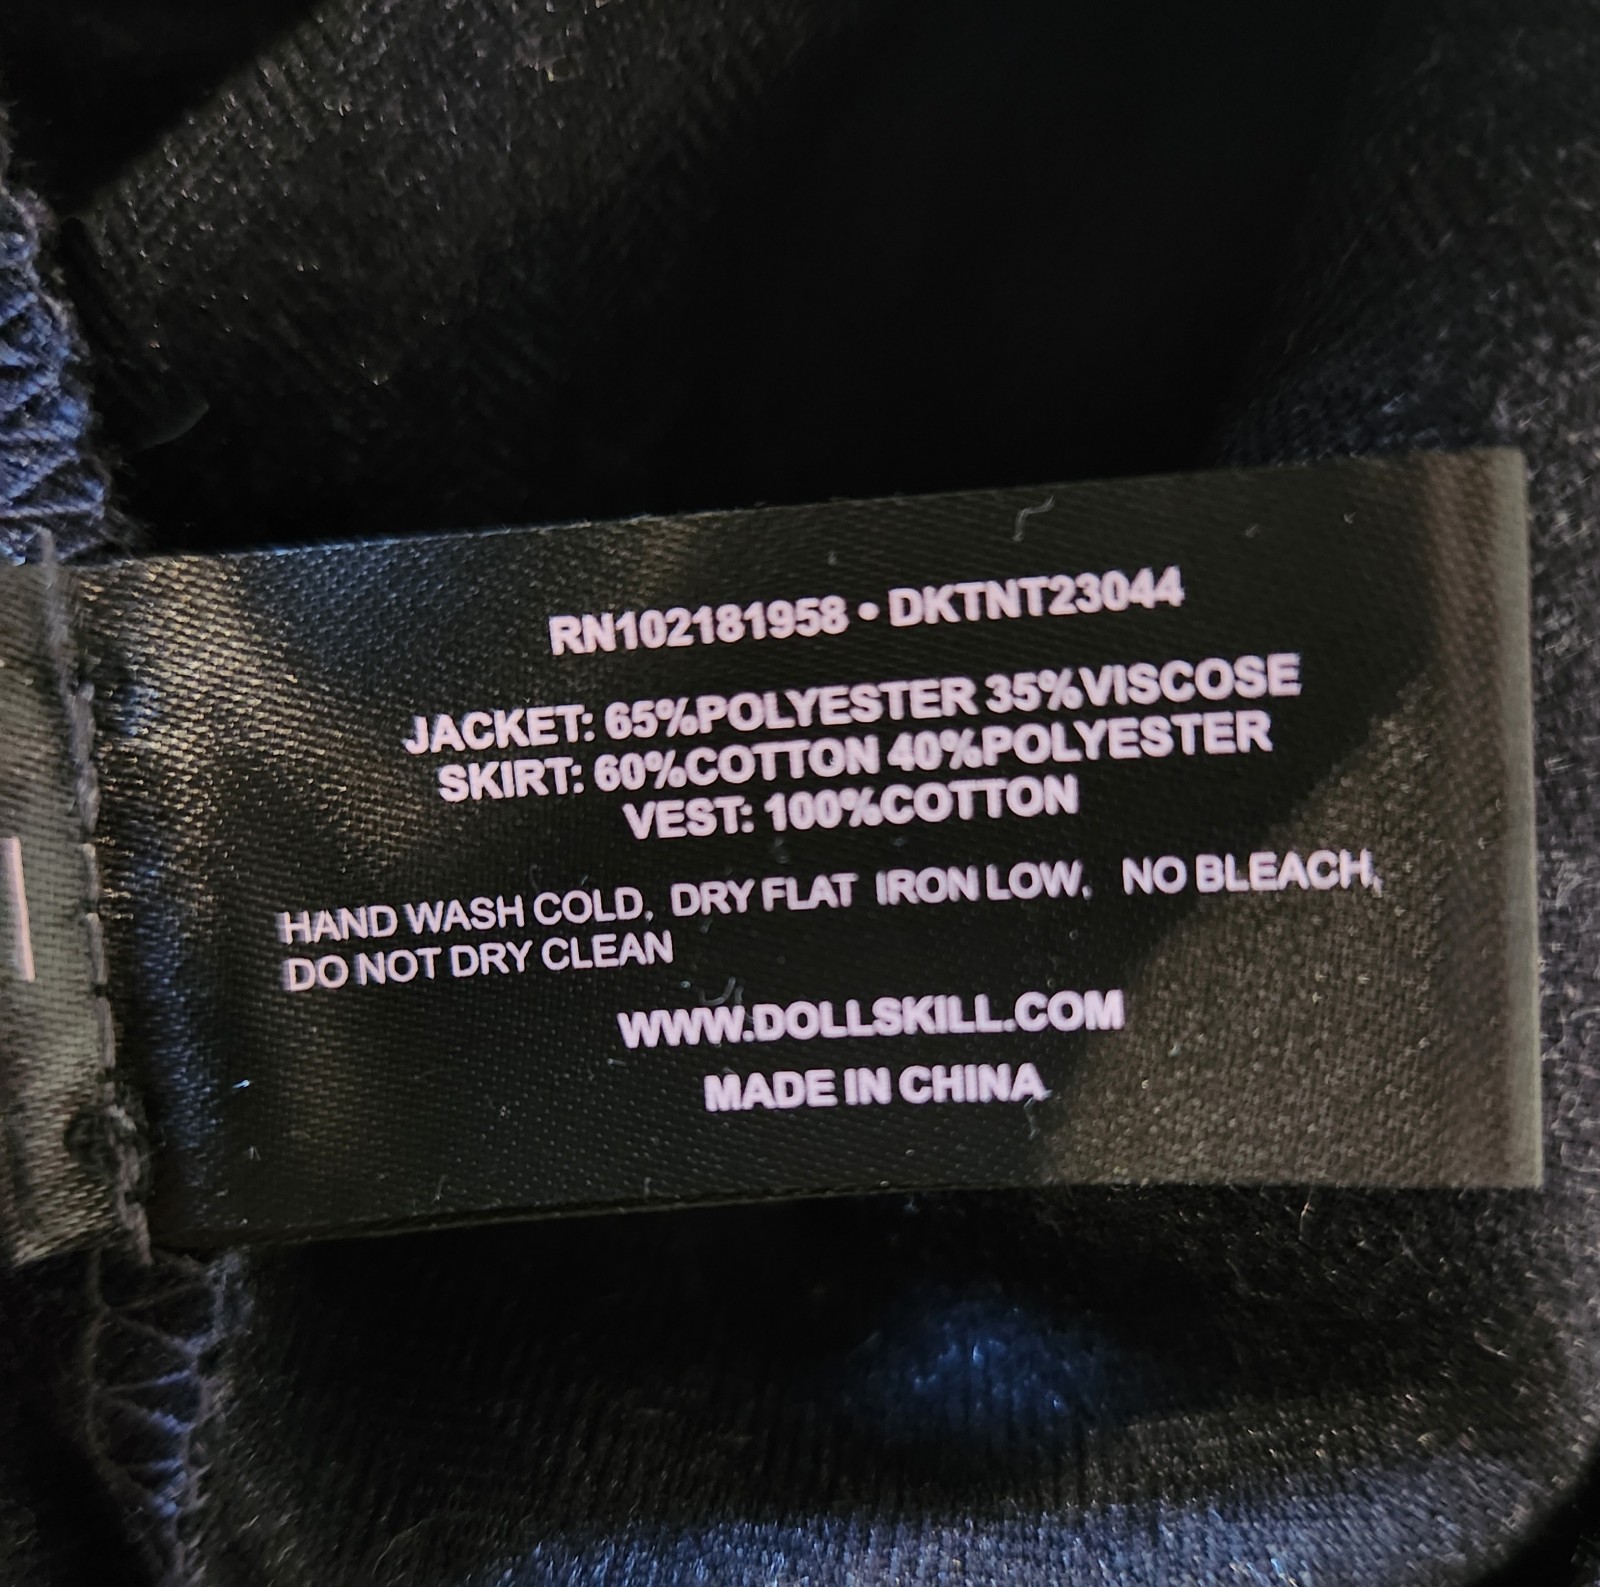 RN102181958 • DKTNT23044
JACKET: 65%POLYESTER 35%VISCOSE
SKIRT: 60%COTTON 40%POLYESTER
VEST: 100%COTTON
HAND WASH COLD, DRY FLAT IRON LOW, NO BLEACH,
DO NOT DRY CLEAN
WWW.DOLLSKILL.COM
MADE IN CHINA